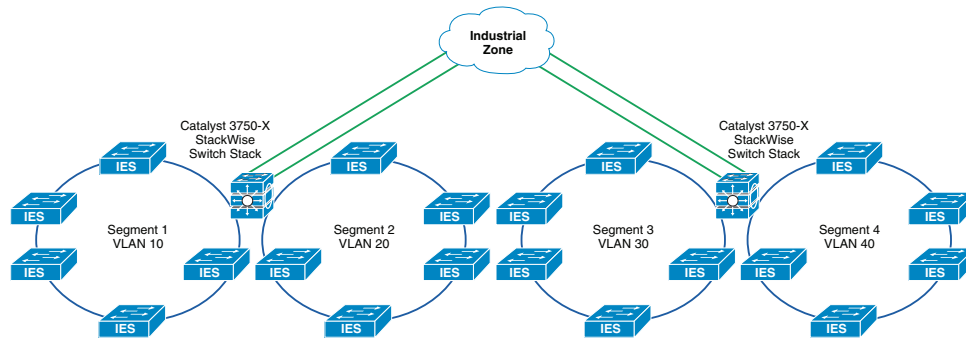 Industrial
Zone
Catalyst 3750-X
StackWise
Switch Stack
Catalyst 3750-X
StackWise
Switch Stack
IES
IES
IES
IES
IES
IES
IES
IES
Segment 1
VLAN 10
Segment 2
VLAN 20
Segment 3
VLAN 30
Segment 4
VLAN 40
IES
IES
IES
IES
IES
IES
IES
IES
IES
IES
IES
IES